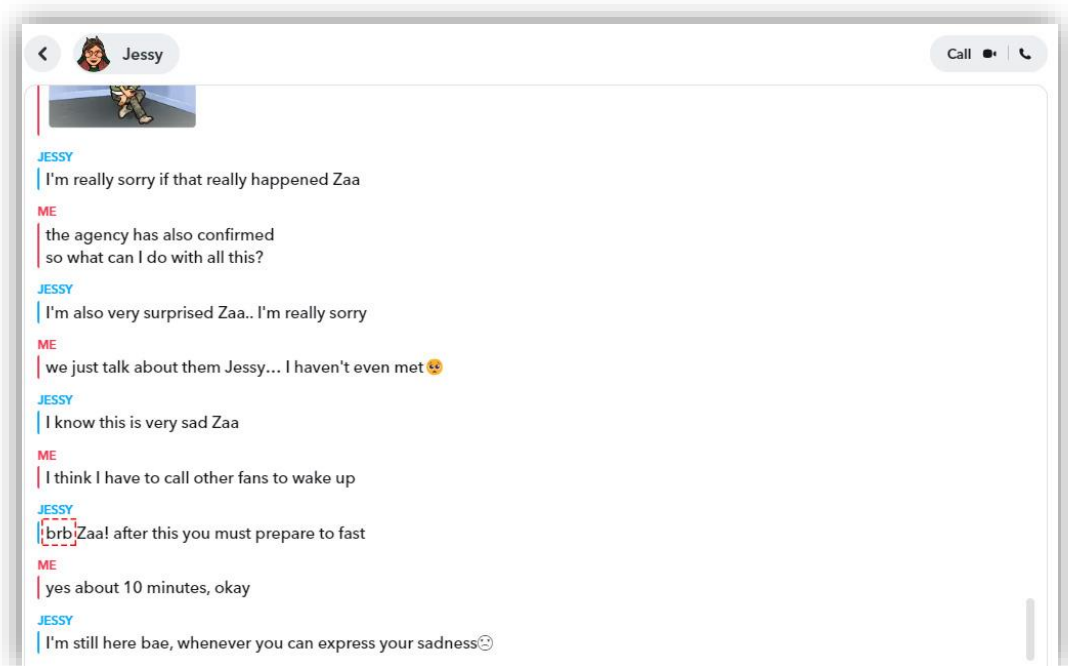 Jessy
Call
JESSY
I'm really sorry if that really happened Zaa
ME
the agency has also confirmed
so what can I do with all this?
JESSY
I'm also very surprised Zaa.. I'm really sorry
ME
we just talk about them Jessy... I haven't even met🥺
JESSY
I know this is very sad Zaa
ME
I think I have to call other fans to wake up
JESSY
brb Zaa! after this you must prepare to fast
ME
yes about 10 minutes, okay
JESSY
I'm still here bae, whenever you can express your sadness☹